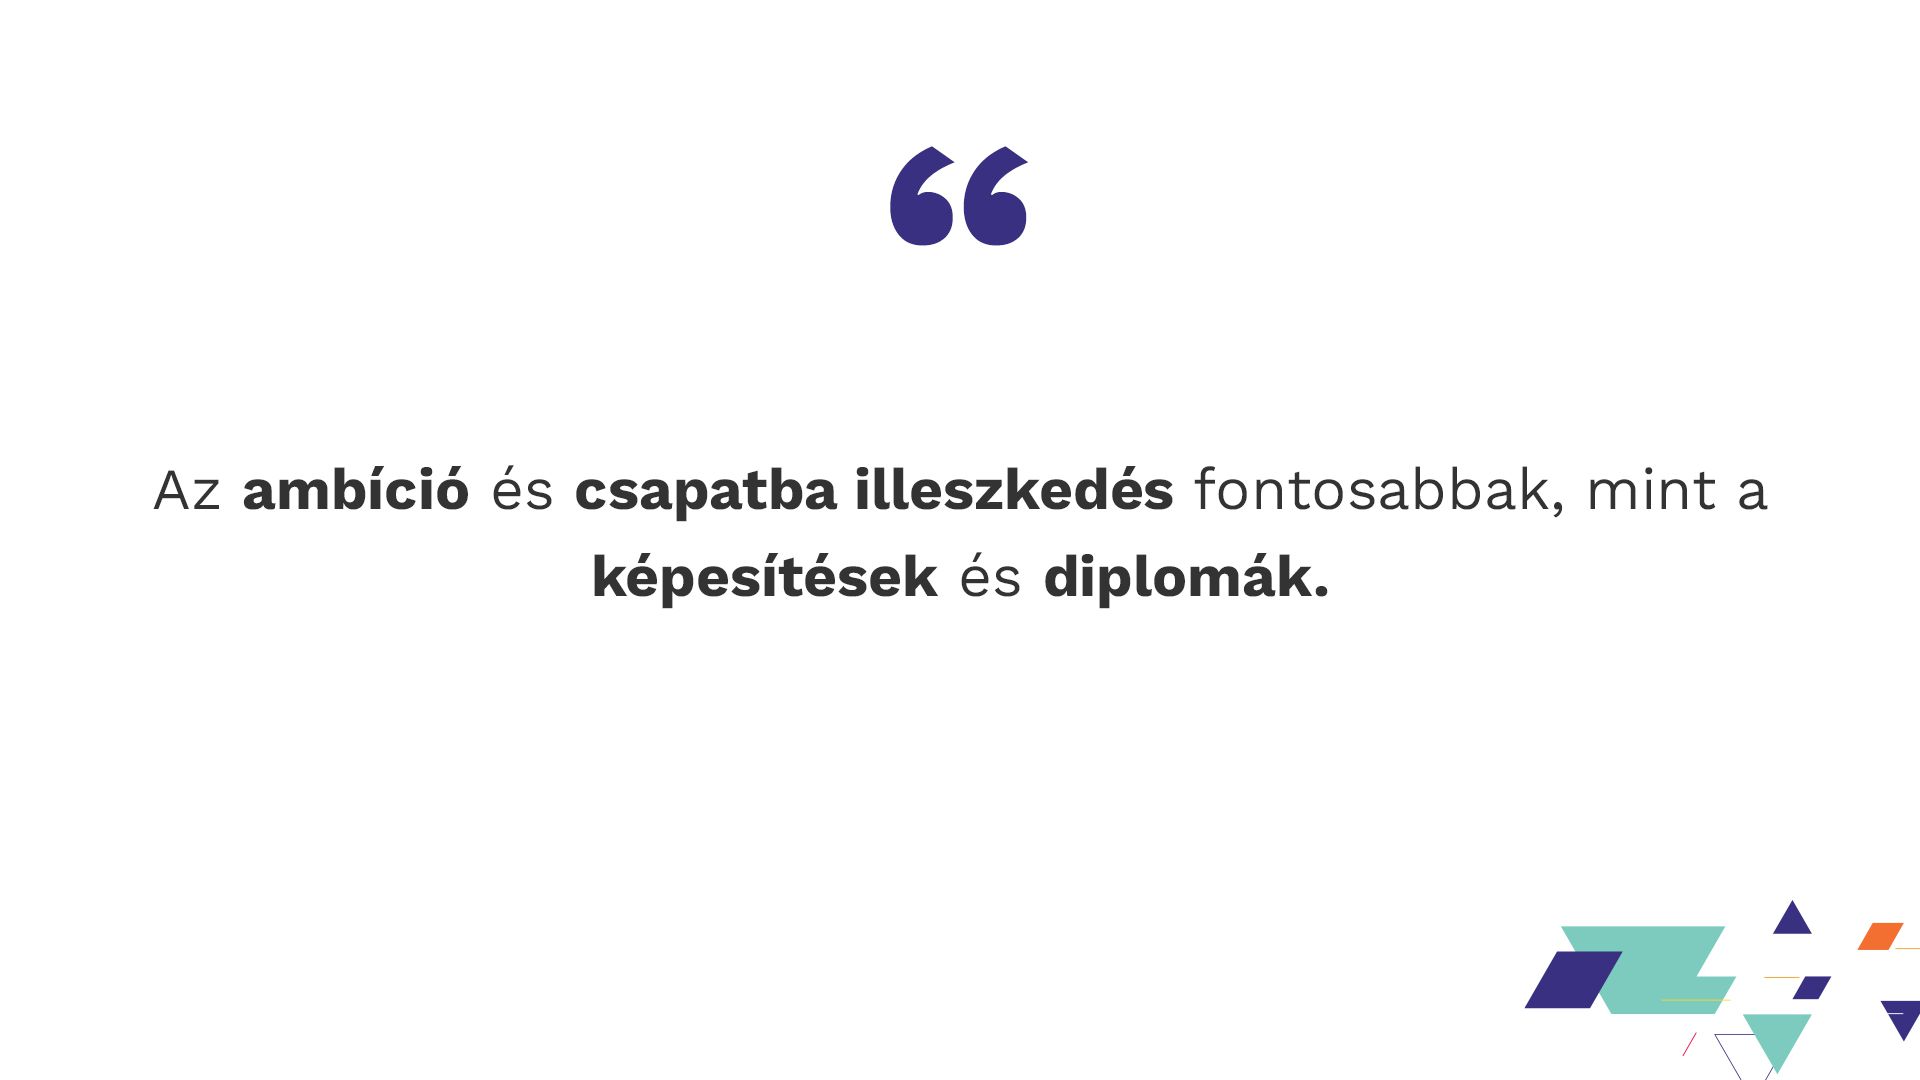 “
Az ambíció és csapatba illeszkedés fontosabbak, mint a
képesítések és diplomák.